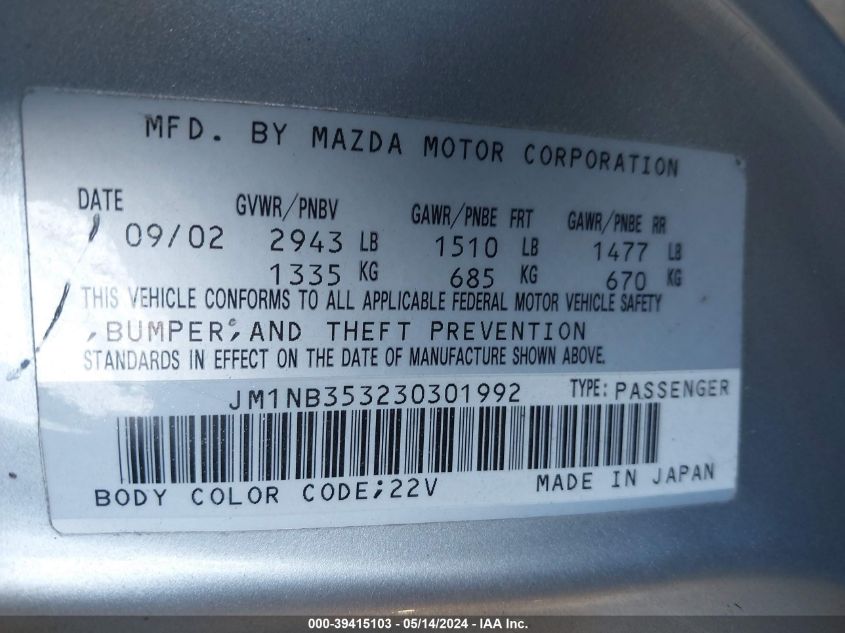 MFD. BY MAZDA MOTOR CORPORATION
DATE GVWR/PNBV GAWR/PNBE FRT GAWR/PNBE RR
09/02 2943 LB 1510 LB 1477 LB
1335 KG 685 KG 670 KG
THIS VEHICLE CONFORMS TO ALL APPLICABLE FEDERAL MOTOR VEHICLE SAFETY
,BUMPER, AND THEFT PREVENTION
STANDARDS IN EFFECT ON THE DATE OF MANUFACTURE SHOWN ABOVE.
JM1NB353230301992 TYPE: PASSENGER
BODY COLOR CODE;22V MADE IN JAPAN
000-39415103 - 05/14/2024 - IAA Inc.